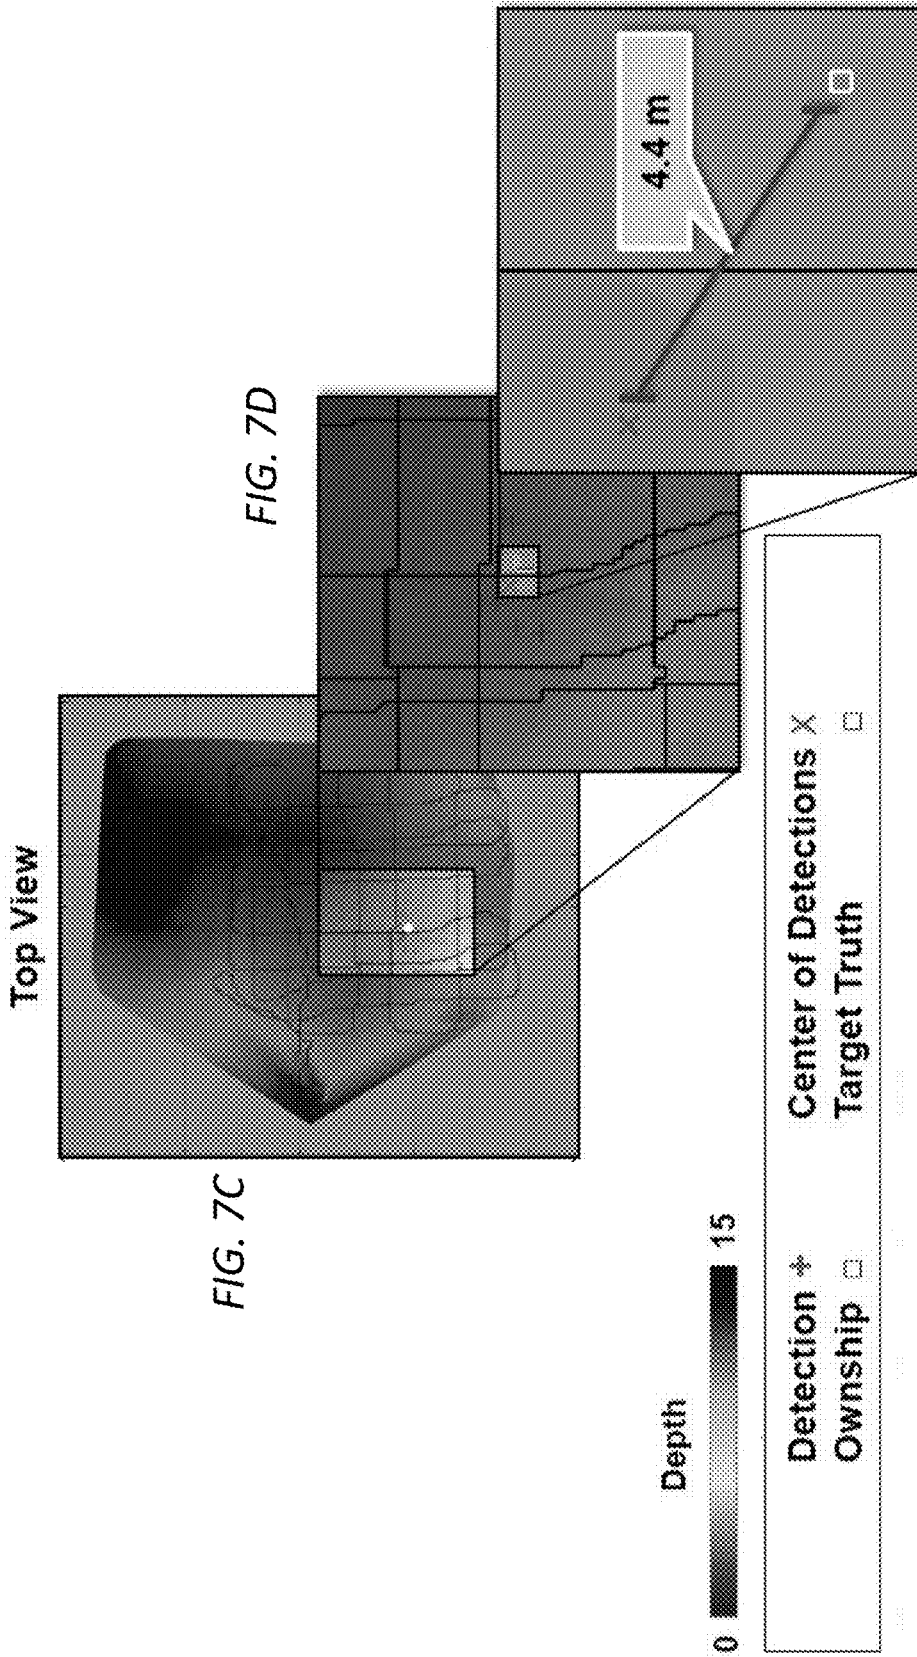 Top View
FIG. 7C
FIG. 7D
4.4 m
Depth
0 15
Detection + Center of Detections X
Ownship □ Target Truth □